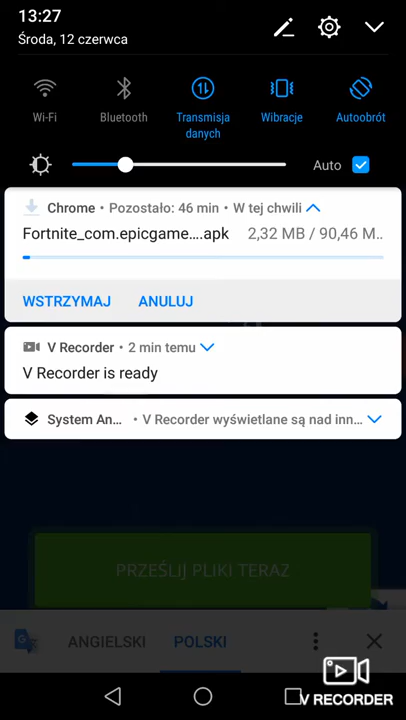 13:27
Środa, 12 czerwca
Wi-Fi
Bluetooth
Transmisja danych
Wibracje
Autoobrót
Auto
Chrome • Pozostało: 46 min • W tej chwili
Fortnite_com.epicgame....apk 2,32 MB / 90,46 M..
WSTRZYMAJ ANULUJ
V Recorder • 2 min temu
V Recorder is ready
System An... • V Recorder wyświetlane są nad inn...
PRZEŚLIJ PLIKI TERAZ
ANGIELSKI POLSKI
V RECORDER